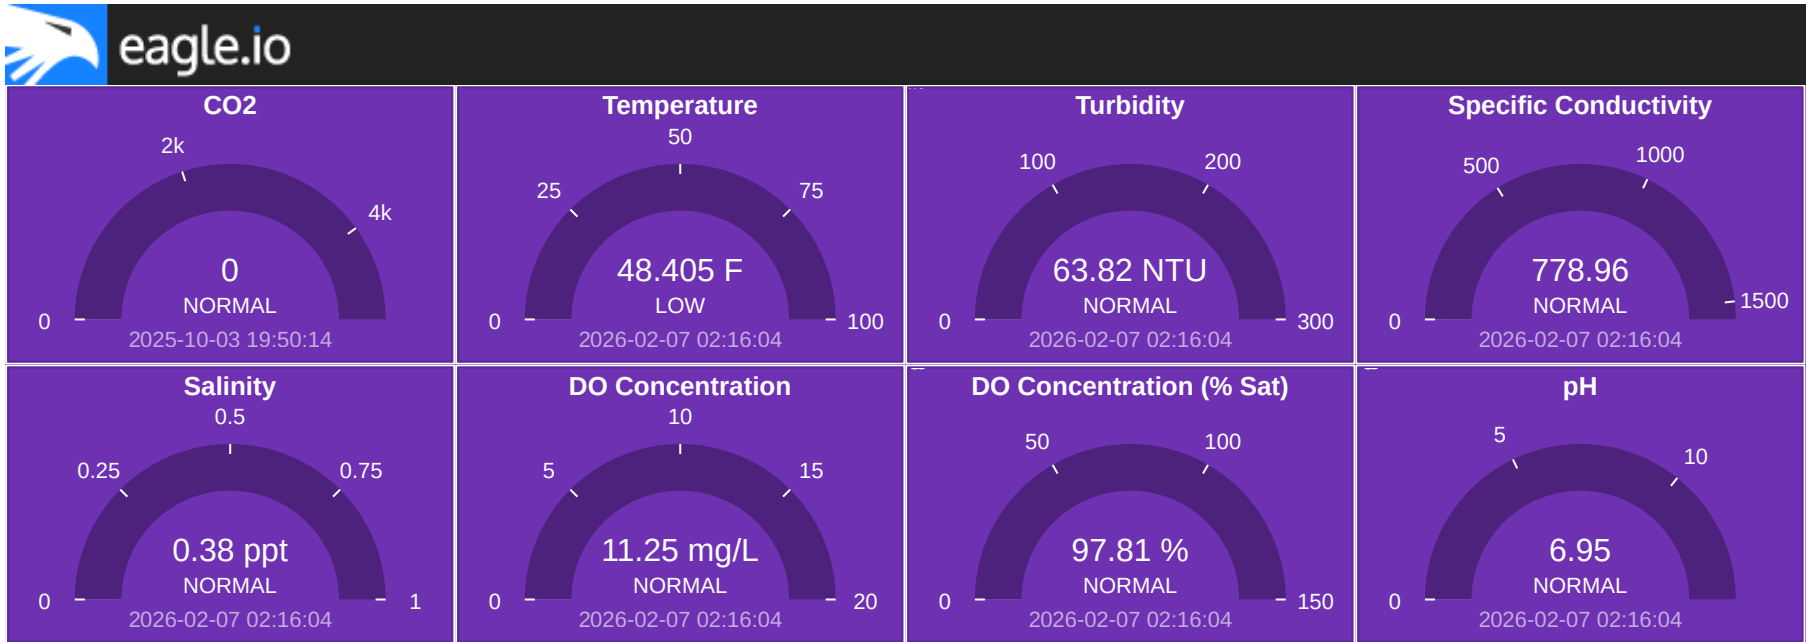 eagle.io
CO2
2k
4k
0
0
NORMAL
2025-10-03 19:50:14
Temperature
50
25
75
48.405 F
LOW
0
100
2026-02-07 02:16:04
Turbidity
100
200
63.82 NTU
NORMAL
0
300
2026-02-07 02:16:04
Specific Conductivity
500
1000
778.96
NORMAL
1500
0
2026-02-07 02:16:04
Salinity
0.5
0.25
0.75
0.38 ppt
NORMAL
0
1
2026-02-07 02:16:04
DO Concentration
10
5
15
11.25 mg/L
NORMAL
0
20
2026-02-07 02:16:04
DO Concentration (% Sat)
50
100
97.81 %
NORMAL
0
150
2026-02-07 02:16:04
pH
5
10
6.95
NORMAL
0
2026-02-07 02:16:04